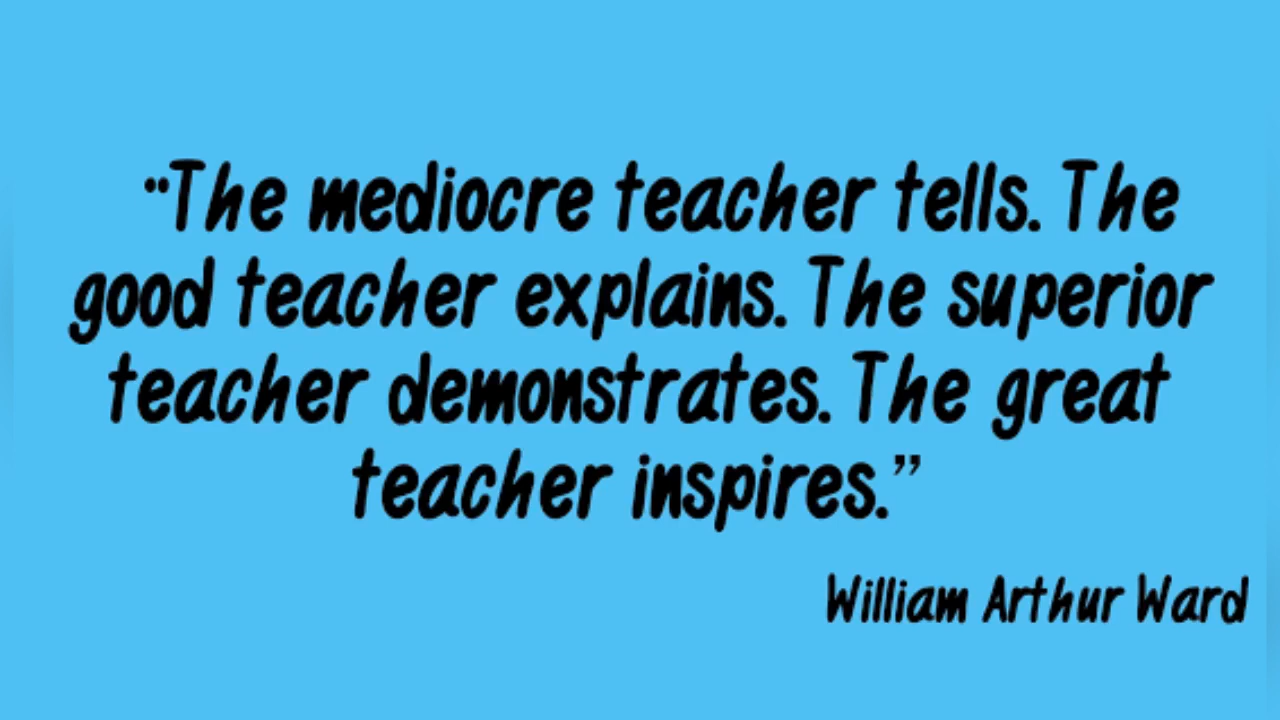 “The mediocre teacher tells. The
good teacher explains. The superior
teacher demonstrates. The great
teacher inspires.”
William Arthur Ward